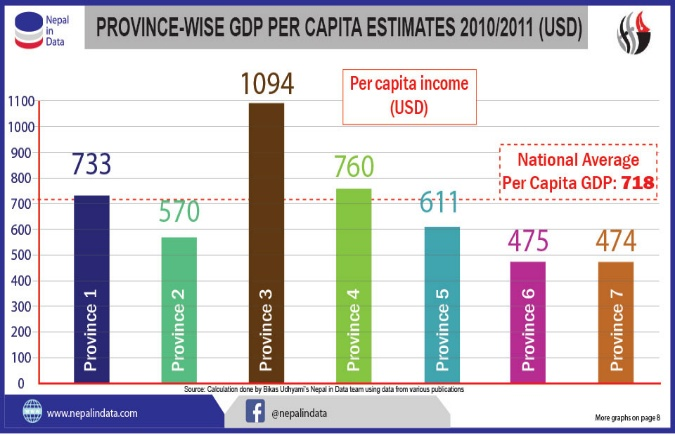 Nepal
in
Data
PROVINCE-WISE GDP PER CAPITA ESTIMATES 2010/2011 (USD)
Per capita income
(USD)
National Average
Per Capita GDP: 718
1100
1000
900
800
700
600
500
400
300
200
100
0
733
570
1094
760
611
475
474
Province 1
Province 2
Province 3
Province 4
Province 5
Province 6
Province 7
Source: Calculation done by Bikas Udhyami's Nepal in Data team using data from various publications
www.nepalindata.com
@nepalindata
More graphs on page 8